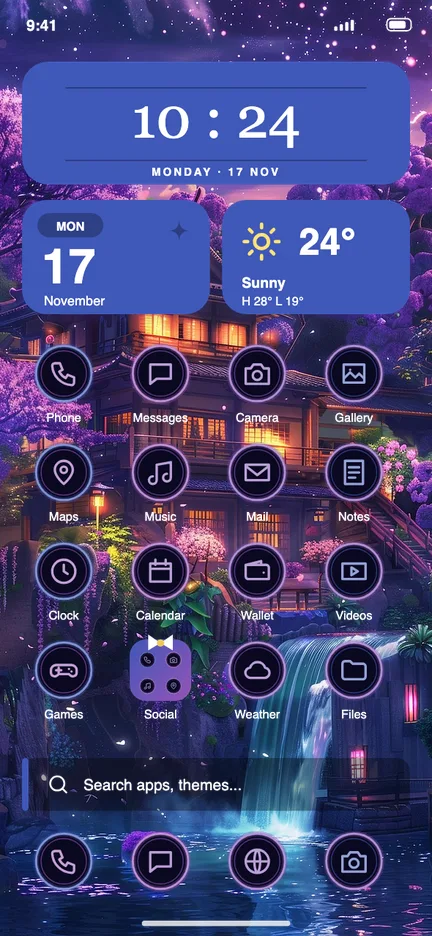 9:41
10 : 24
MONDAY · 17 NOV
MON
17
November
24°
Sunny
H 28° L 19°
Phone Messages Camera Gallery
Maps Music Mail Notes
Clock Calendar Wallet Videos
Games Social Weather Files
Search apps, themes...